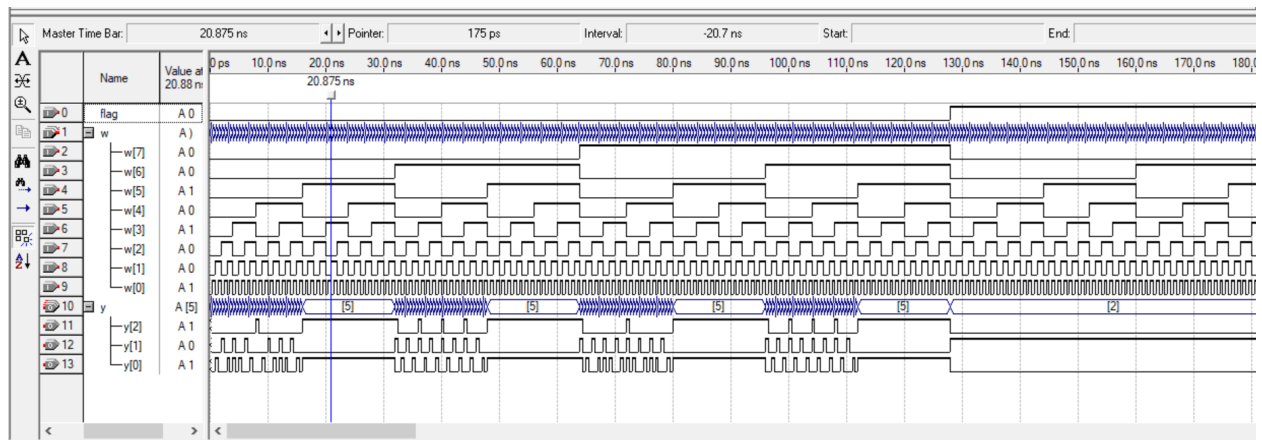 Master Time Bar: 20.875 ns Pointer: 175 ps Interval: -20.7 ns Start: End:
Name Value at 20.88 n
0 ps 10.0 ns 20.0 ns 30.0 ns 40.0 ns 50.0 ns 60.0 ns 70.0 ns 80.0 ns 90.0 ns 100.0 ns 110.0 ns 120.0 ns 130.0 ns 140.0 ns 150.0 ns 160.0 ns 170.0 ns 180.0
20.875 ns
0 flag A 0
1 w A )
2 w[7] A 0
3 w[6] A 0
4 w[5] A 1
5 w[4] A 0
6 w[3] A 1
7 w[2] A 0
8 w[1] A 0
9 w[0] A 1
10 y A [5] [5] [5] [5] [5] [2]
11 y[2] A 1
12 y[1] A 0
13 y[0] A 1